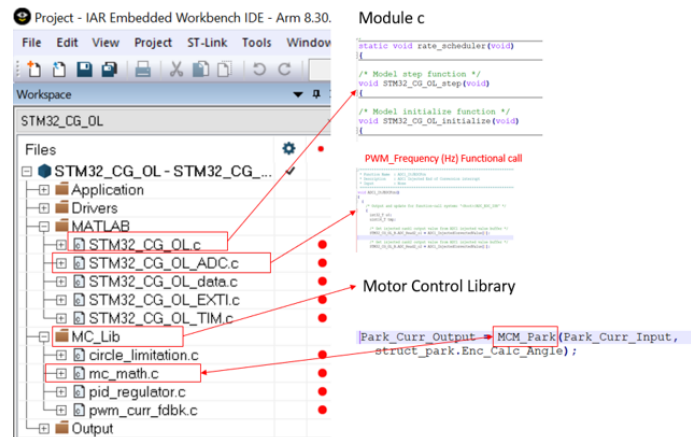 Project - IAR Embedded Workbench IDE - Arm 8.30.
File Edit View Project ST-Link Tools Window
Workspace
STM32_CG_OL
Files
STM32_CG_OL - STM32_CG_...
Application
Drivers
MATLAB
STM32_CG_OL.c
STM32_CG_OL_ADC.c
STM32_CG_OL_data.c
STM32_CG_OL_EXTI.c
STM32_CG_OL_TIM.c
MC_Lib
circle_limitation.c
mc_math.c
pid_regulator.c
pwm_curr_fdbk.c
Output
Module c
static void rate_scheduler(void)
{
/* Model step function */
void STM32_CG_OL_step(void)
{
/* Model initialize function */
void STM32_CG_OL_initialize(void)
{
PWM_Frequency (Hz) Functional call
Motor Control Library
Park_Curr_Output = MCM_Park(Park_Curr_Input,
struct_park.Enc_Calc_Angle);